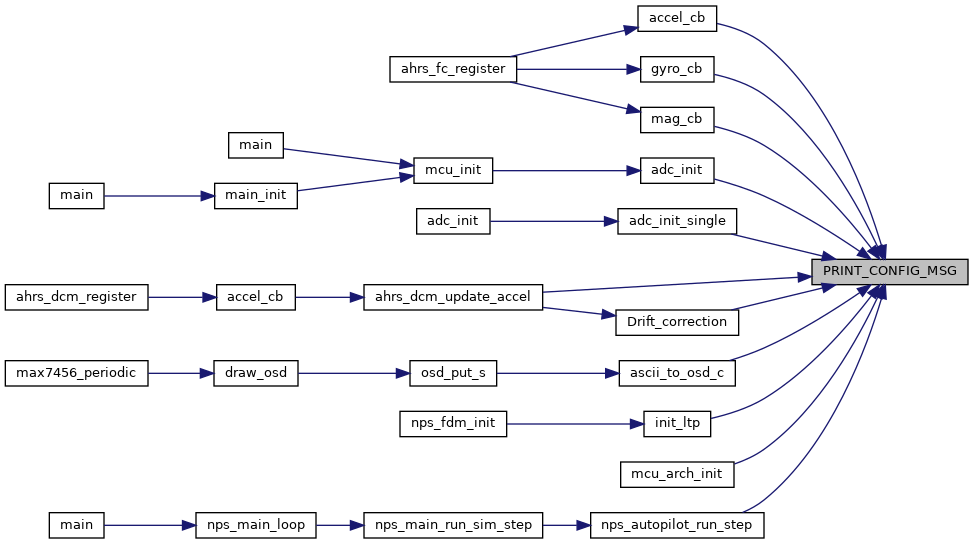 accel_cb
ahrs_fc_register
gyro_cb
mag_cb
main
mcu_init
adc_init
main
main_init
adc_init
adc_init_single
PRINT_CONFIG_MSG
ahrs_dcm_register
accel_cb
ahrs_dcm_update_accel
Drift_correction
max7456_periodic
draw_osd
osd_put_s
ascii_to_osd_c
nps_fdm_init
init_ltp
mcu_arch_init
main
nps_main_loop
nps_main_run_sim_step
nps_autopilot_run_step